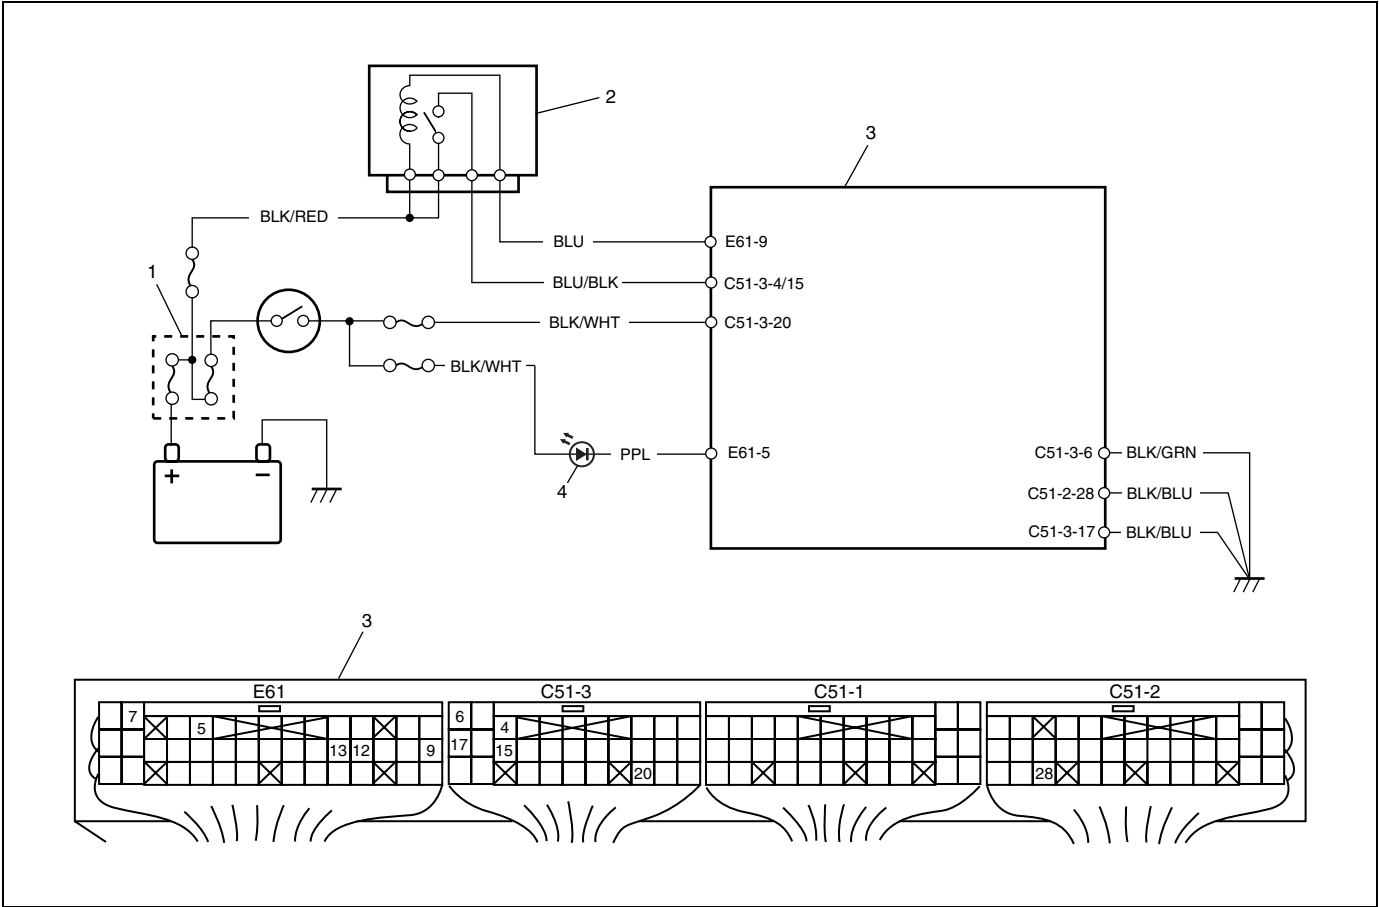 2
3
BLK/RED
BLU
E61-9
1
BLU/BLK
C51-3-4/15
BLK/WHT
C51-3-20
BLK/WHT
PPL
E61-5
4
C51-3-6
BLK/GRN
+
−
C51-2-28
BLK/BLU
C51-3-17
BLK/BLU
3
E61
C51-3
C51-1
C51-2
7
6
5
4
13 12
9
17
15
20
28